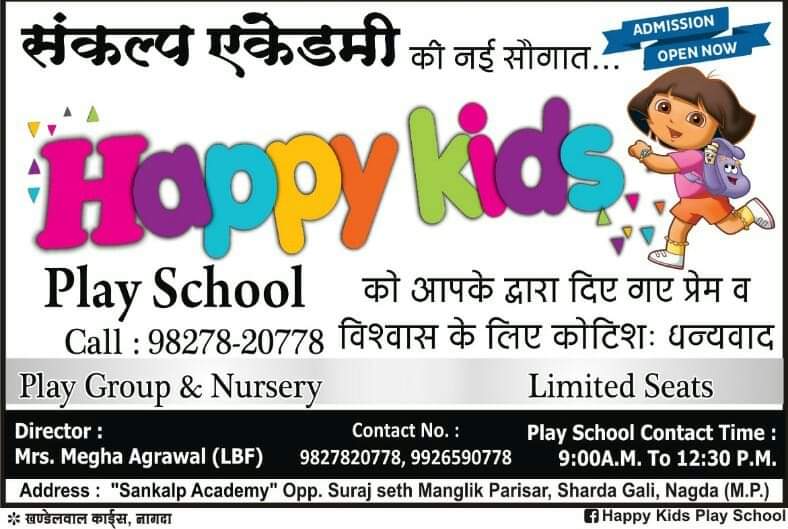 संकल्प एकेडमी की नई सौगात...
ADMISSION
OPEN NOW
Happy kids
Play School
Call : 98278-20778
को आपके द्वारा दिए गए प्रेम व
विश्वास के लिए कोटिशः धन्यवाद
Play Group & Nursery
Limited Seats
Director :
Mrs. Megha Agrawal (LBF)
Contact No. :
9827820778, 9926590778
Play School Contact Time :
9:00A.M. To 12:30 P.M.
Address : "Sankalp Academy" Opp. Suraj seth Manglik Parisar, Sharda Gali, Nagda (M.P.)
❈ खण्डेलवाल कार्ड्स, नागदा
f Happy Kids Play School